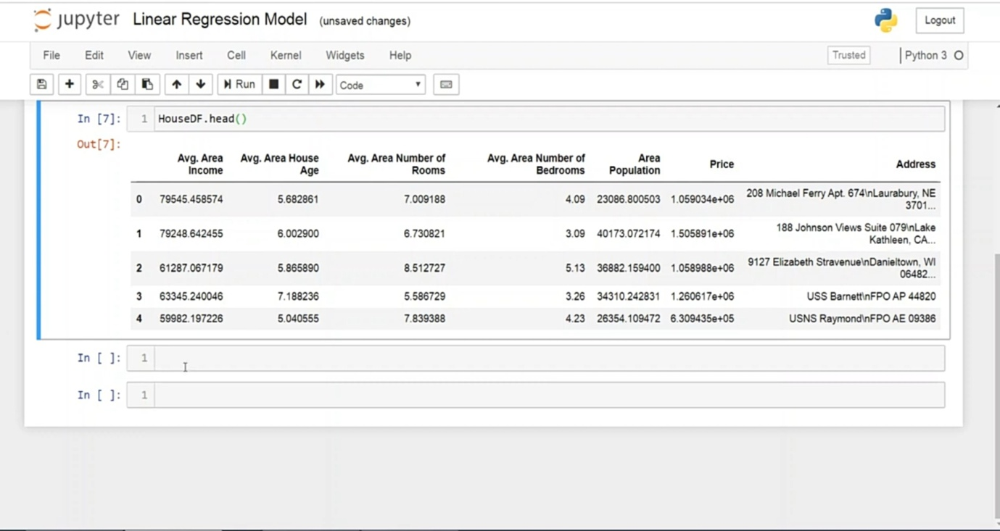 jupyter Linear Regression Model (unsaved changes) Logout
File Edit View Insert Cell Kernel Widgets Help Trusted Python 3
Run Code
In [7]: 1 HouseDF.head()
Out[7]:
Avg. Area Income Avg. Area House Age Avg. Area Number of Rooms Avg. Area Number of Bedrooms Area Population Price Address
0 79545.458574 5.682861 7.009188 4.09 23086.800503 1.059034e+06 208 Michael Ferry Apt. 674\nLaurabury, NE 3701...
1 79248.642455 6.002900 6.730821 3.09 40173.072174 1.505891e+06 188 Johnson Views Suite 079\nLake Kathleen, CA...
2 61287.067179 5.865890 8.512727 5.13 36882.159400 1.058988e+06 9127 Elizabeth Stravenue\nDanieltown, WI 06482...
3 63345.240046 7.188236 5.586729 3.26 34310.242831 1.260617e+06 USS Barnett\nFPO AP 44820
4 59982.197226 5.040555 7.839388 4.23 26354.109472 6.309435e+05 USNS Raymond\nFPO AE 09386
In [ ]: 1
In [ ]: 1